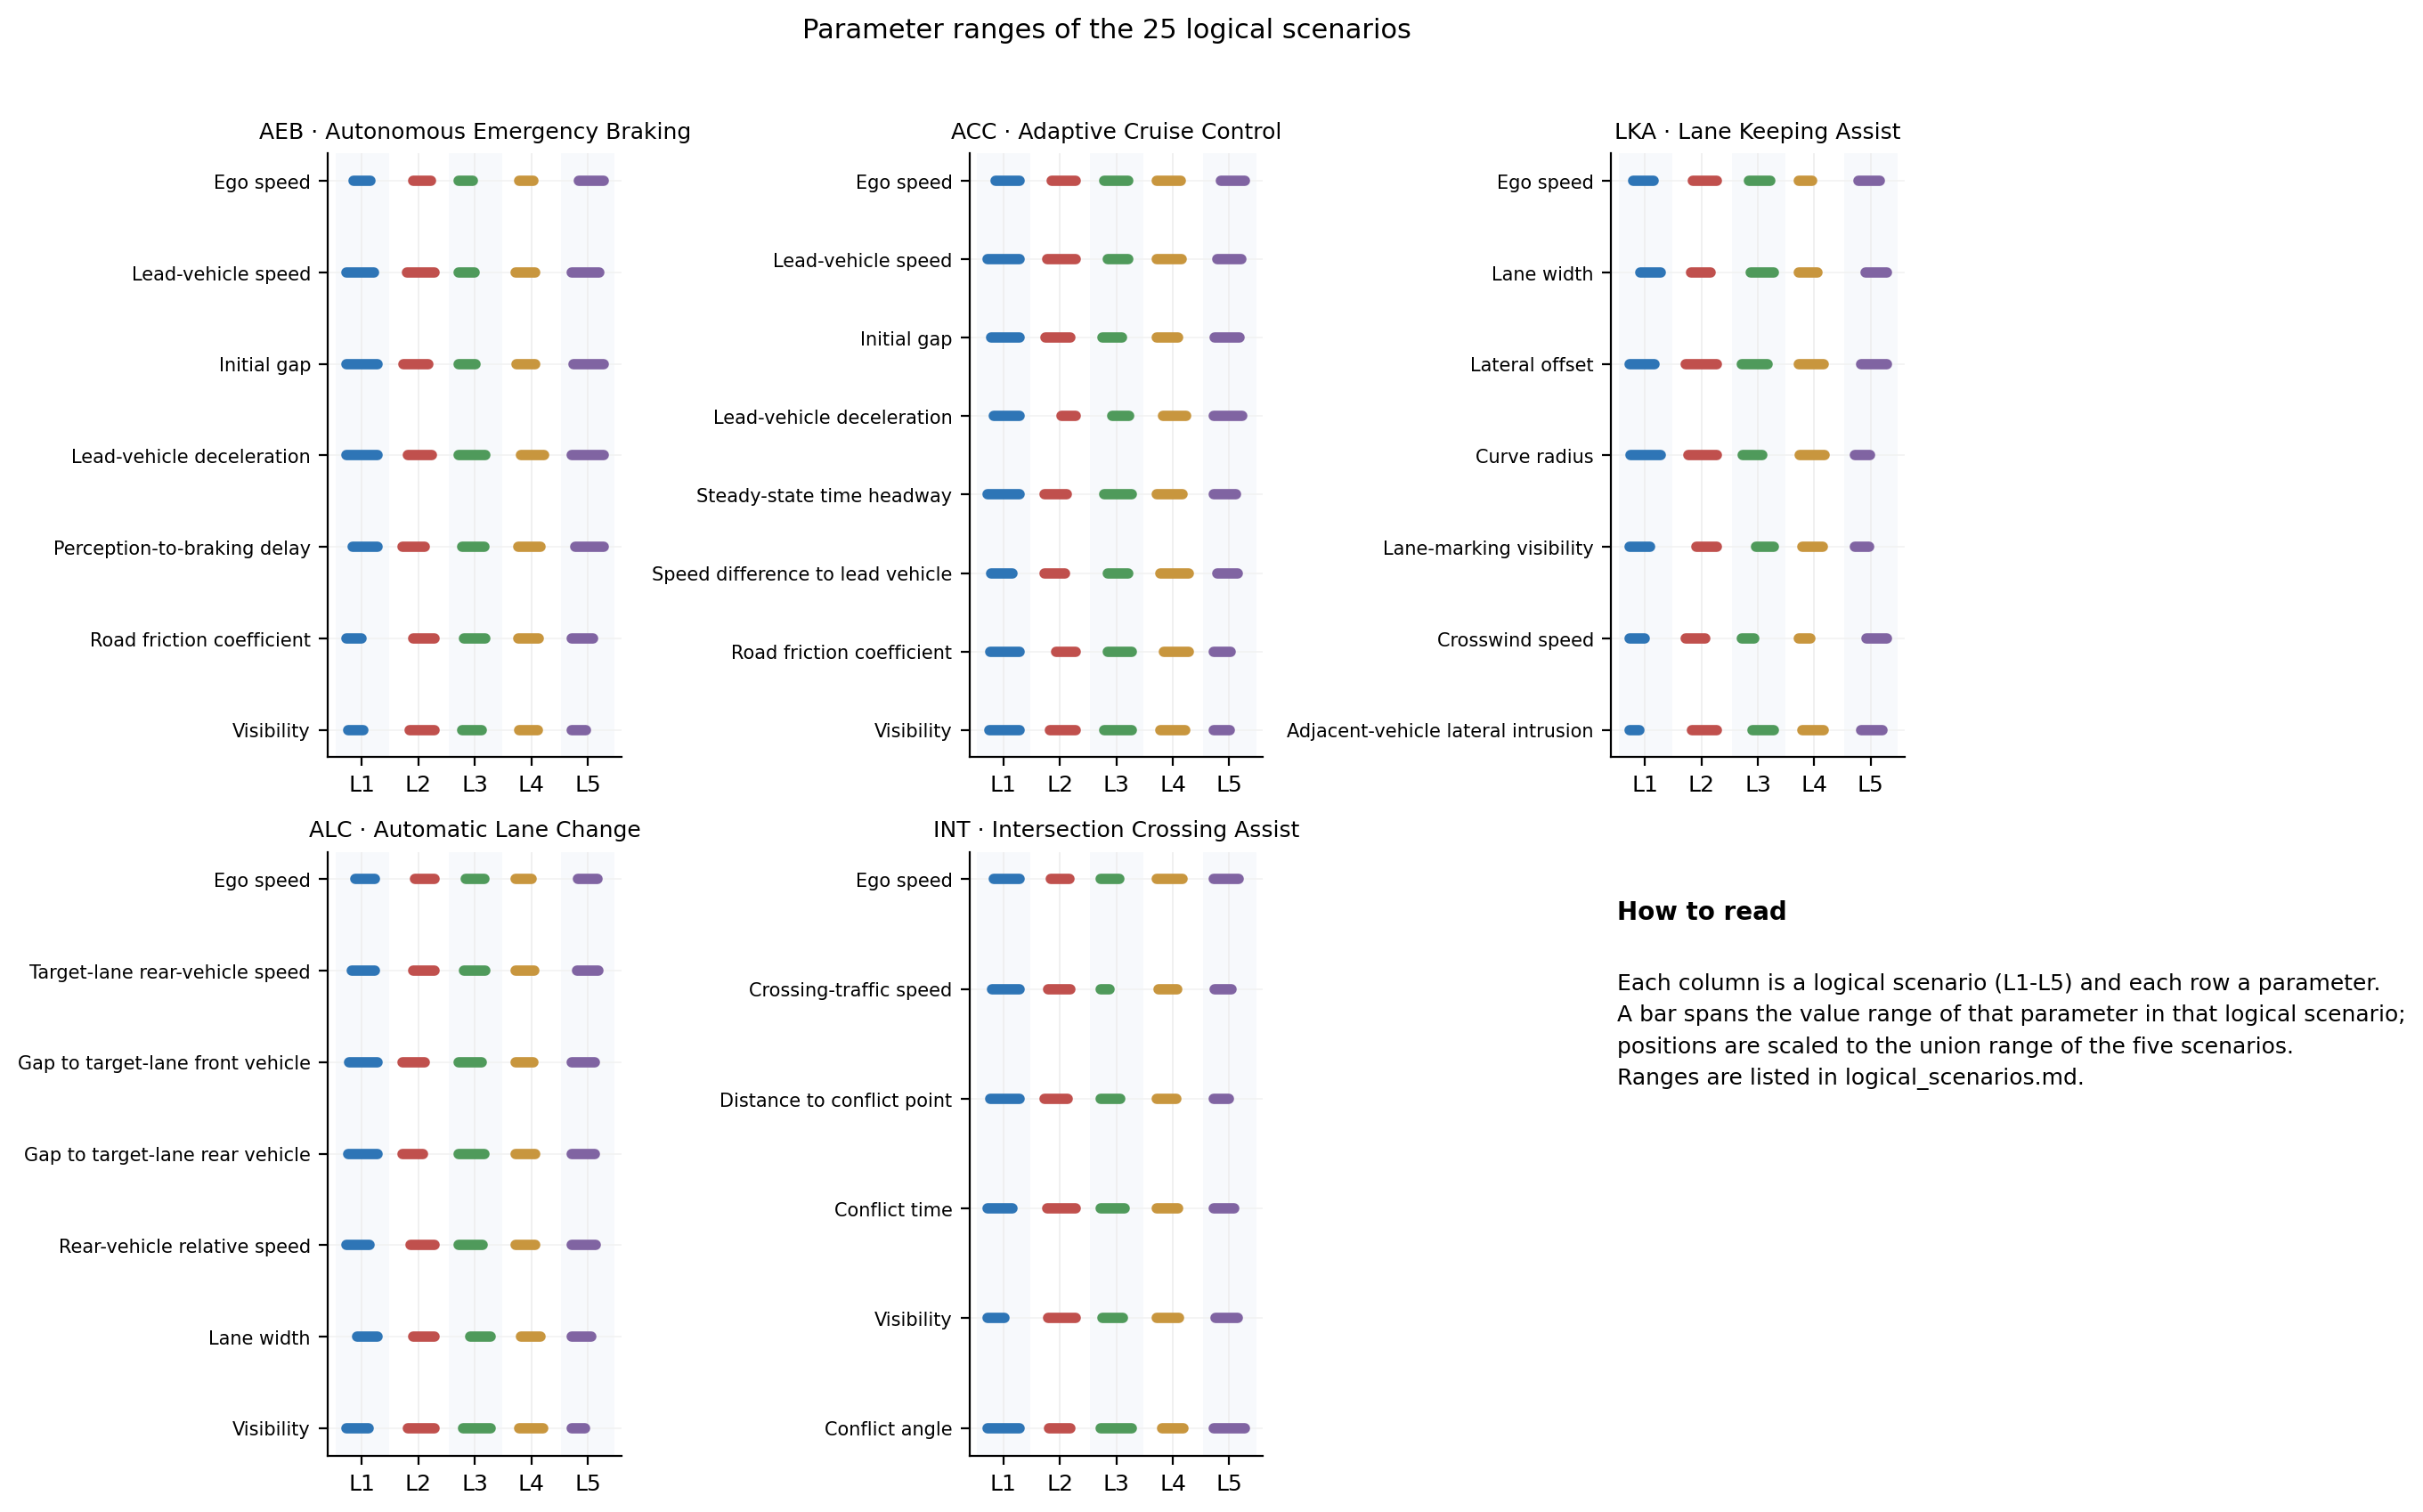 Parameter ranges of the 25 logical scenarios
AEB · Autonomous Emergency Braking
Ego speed
Lead-vehicle speed
Initial gap
Lead-vehicle deceleration
Perception-to-braking delay
Road friction coefficient
Visibility
L1 L2 L3 L4 L5
ACC · Adaptive Cruise Control
Ego speed
Lead-vehicle speed
Initial gap
Lead-vehicle deceleration
Steady-state time headway
Speed difference to lead vehicle
Road friction coefficient
Visibility
L1 L2 L3 L4 L5
LKA · Lane Keeping Assist
Ego speed
Lane width
Lateral offset
Curve radius
Lane-marking visibility
Crosswind speed
Adjacent-vehicle lateral intrusion
L1 L2 L3 L4 L5
ALC · Automatic Lane Change
Ego speed
Target-lane rear-vehicle speed
Gap to target-lane front vehicle
Gap to target-lane rear vehicle
Rear-vehicle relative speed
Lane width
Visibility
L1 L2 L3 L4 L5
INT · Intersection Crossing Assist
Ego speed
Crossing-traffic speed
Distance to conflict point
Conflict time
Visibility
Conflict angle
L1 L2 L3 L4 L5
How to read
Each column is a logical scenario (L1-L5) and each row a parameter.
A bar spans the value range of that parameter in that logical scenario;
positions are scaled to the union range of the five scenarios.
Ranges are listed in logical_scenarios.md.